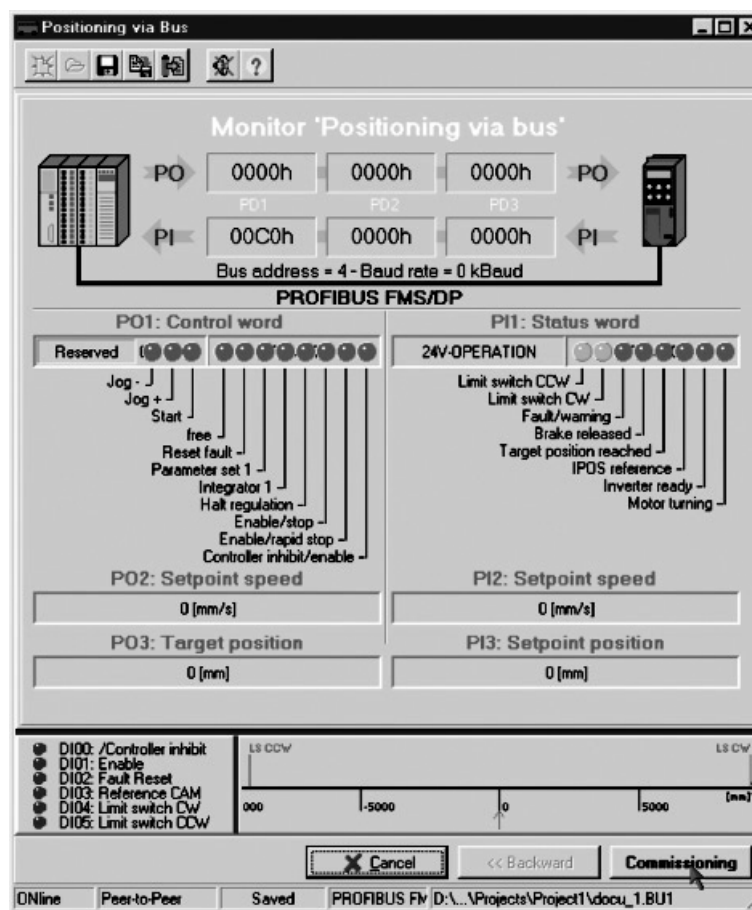 Positioning via Bus
Monitor 'Positioning via bus'
PO 0000h 0000h 0000h PO
PD1 PD2 PD3
PI 00C0h 0000h 0000h PI
Bus address = 4 - Baud rate = 0 kBaud
PROFIBUS FMS/DP
PO1: Control word
Reserved
Jog -
Jog +
Start
free
Reset fault
Parameter set 1
Integrator 1
Halt regulation
Enable/stop
Enable/rapid stop
Controller inhibit/enable
PI1: Status word
24V-OPERATION
Limit switch CCW
Limit switch CW
Fault/warning
Brake released
Target position reached
IPOS reference
Inverter ready
Motor turning
PO2: Setpoint speed
0 [mm/s]
PI2: Setpoint speed
0 [mm/s]
PO3: Target position
0 [mm]
PI3: Setpoint position
0 [mm]
DI00: /Controller inhibit
DI01: Enable
DI02: Fault Reset
DI03: Reference CAM
DI04: Limit switch CW
DI05: Limit switch CCW
LS CCW LS CW
[mm]
000 -5000 0 5000
Cancel << Backward Commissioning
ONline Peer-to-Peer Saved PROFIBUS FM D:\...\Projects\Project1\docu_1.BU1